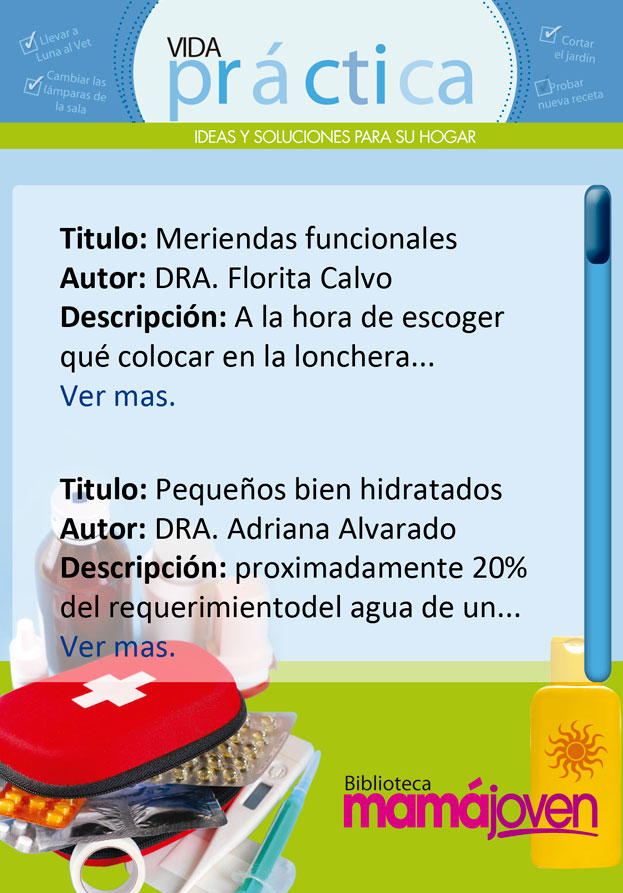 Llevar a
Luna al Vet
Cambiar las
lámparas de
la sala
VIDA
práctica
Cortar
el jardín
Probar
nueva receta
IDEAS Y SOLUCIONES PARA SU HOGAR
Titulo: Meriendas funcionales
Autor: DRA. Florita Calvo
Descripción: A la hora de escoger
qué colocar en la lonchera...
Ver mas.
Titulo: Pequeños bien hidratados
Autor: DRA. Adriana Alvarado
Descripción: proximadamente 20%
del requerimientodel agua de un...
Ver mas.
Biblioteca
mamájoven